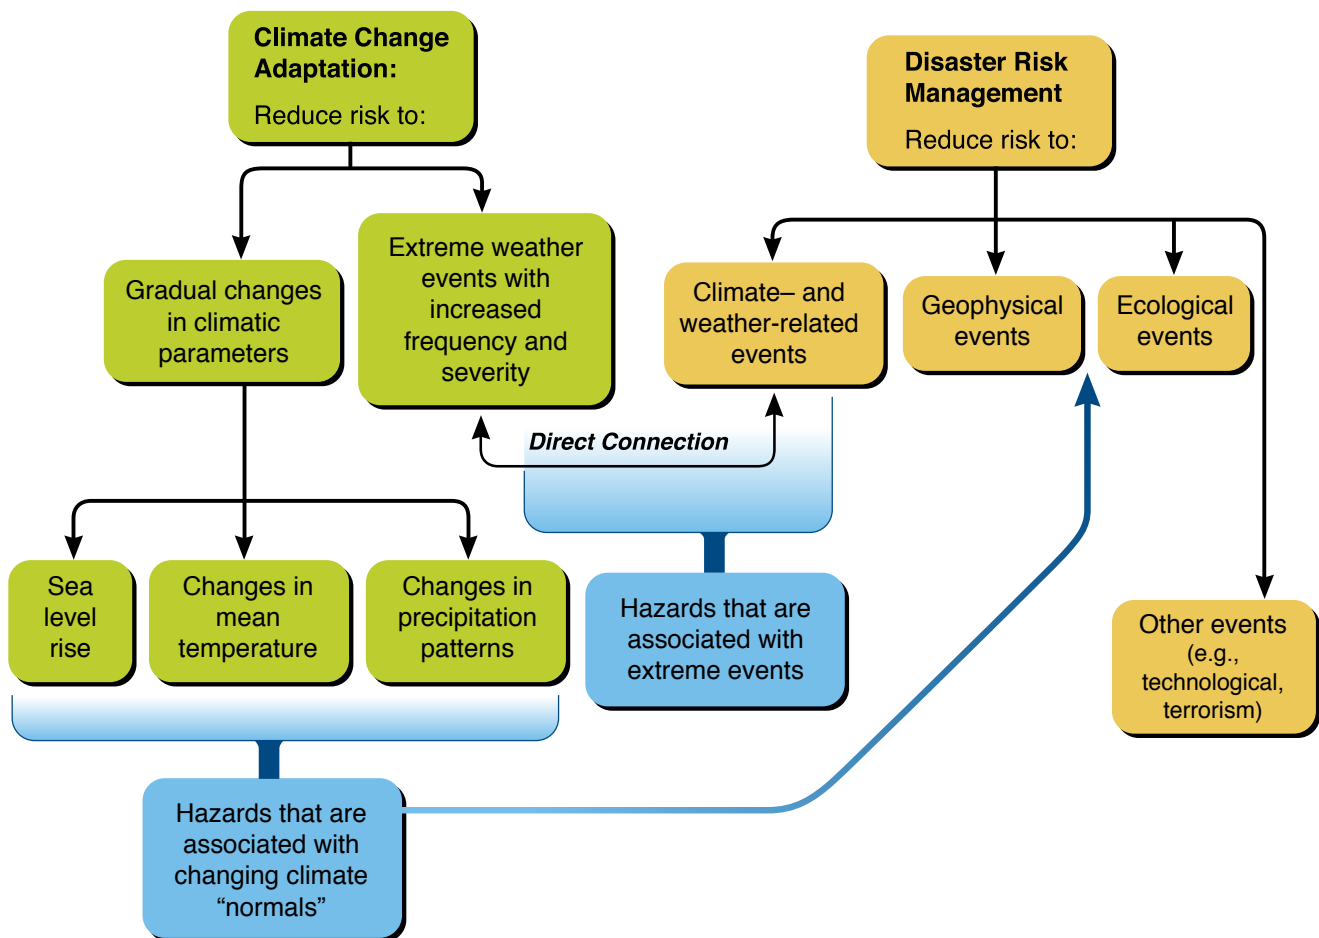 Climate Change
Adaptation:
Reduce risk to:
Disaster Risk
Management
Reduce risk to:
Gradual changes
in climatic
parameters
Extreme weather
events with
increased
frequency and
severity
Climate– and
weather-related
events
Geophysical
events
Ecological
events
Direct Connection
Sea
level
rise
Changes in
mean
temperature
Changes in
precipitation
patterns
Hazards that are
associated with
extreme events
Other events
(e.g.,
technological,
terrorism)
Hazards that are
associated with
changing climate
“normals”